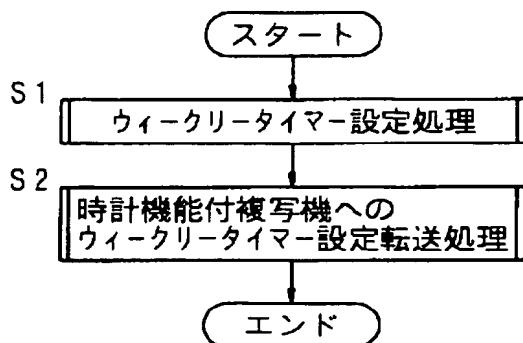 スタート
S1
ウィークリータイマー設定処理
S2
時計機能付複写機への
ウィークリータイマー設定転送処理
エンド